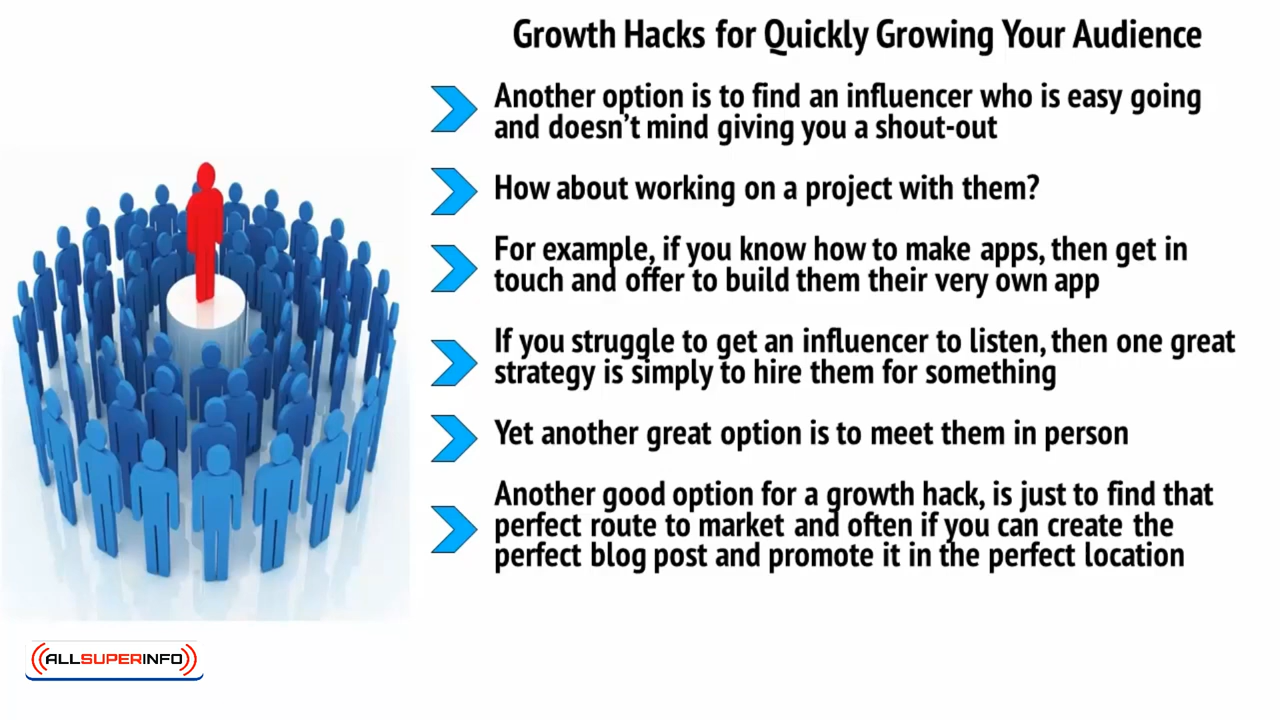 Growth Hacks for Quickly Growing Your Audience
Another option is to find an influencer who is easy going
and doesn't mind giving you a shout-out
How about working on a project with them?
For example, if you know how to make apps, then get in
touch and offer to build them their very own app
If you struggle to get an influencer to listen, then one great
strategy is simply to hire them for something
Yet another great option is to meet them in person
Another good option for a growth hack, is just to find that
perfect route to market and often if you can create the
perfect blog post and promote it in the perfect location
ALLSUPERINFO